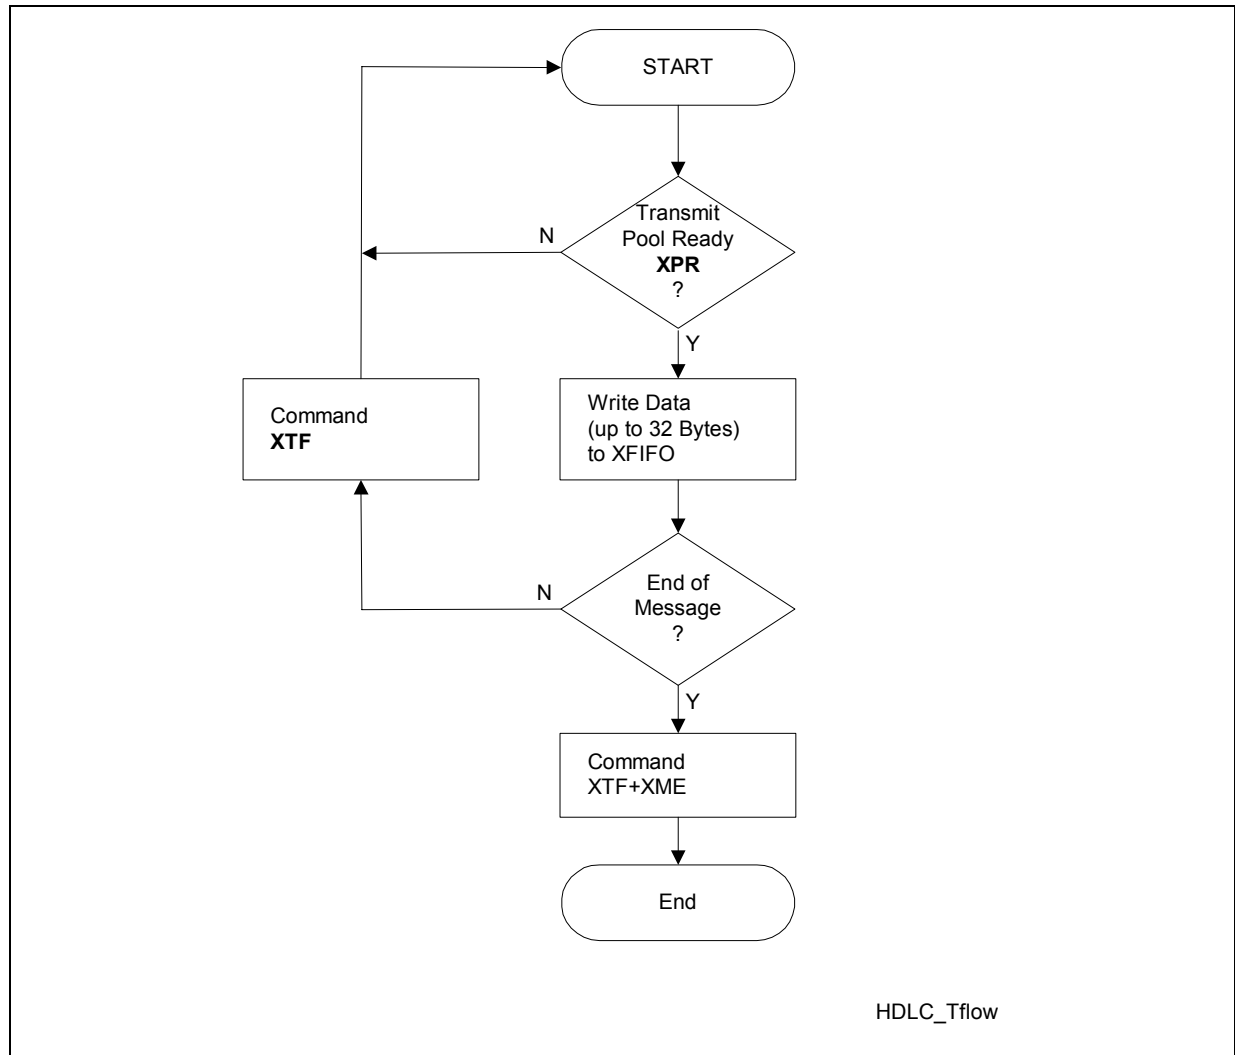 START
Transmit
Pool Ready
XPR
?
N
Y
Command
XTF
Write Data
(up to 32 Bytes)
to XFIFO
End of
Message
?
N
Y
Command
XTF+XME
End
HDLC_Tflow